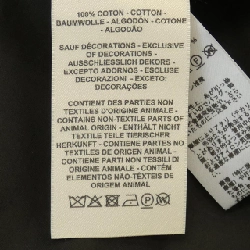 100% COTON - COTTON -
BAUMWOLLE - ALGODÓN - COTONE
ALGODÃO
SAUF DÉCORATIONS - EXCLUSIVE
OF DECORATIONS -
AUSSCHLIESSLICH DEKORS -
EXCEPTO ADORNOS - ESCLUSE
DECORAZIONI - EXCEPTO
DECORAÇÕES
CONTIENT DES PARTIES NON
TEXTILES D'ORIGINE ANIMALE -
CONTAINS NON-TEXTILE PARTS OF
ANIMAL ORIGIN - ENTHÄLT NICHT
TEXTILE TEILE TIERISCHER
HERKUNFT - CONTIENE PARTES NO
TEXTILES DE ORIGEN ANIMAL -
CONTIENE PARTI NON TESSILI DI
ORIGINE ANIMALE - CONTÉM
ELEMENTOS NÃO TÊXTEIS DE
ORIGEM ANIMAL